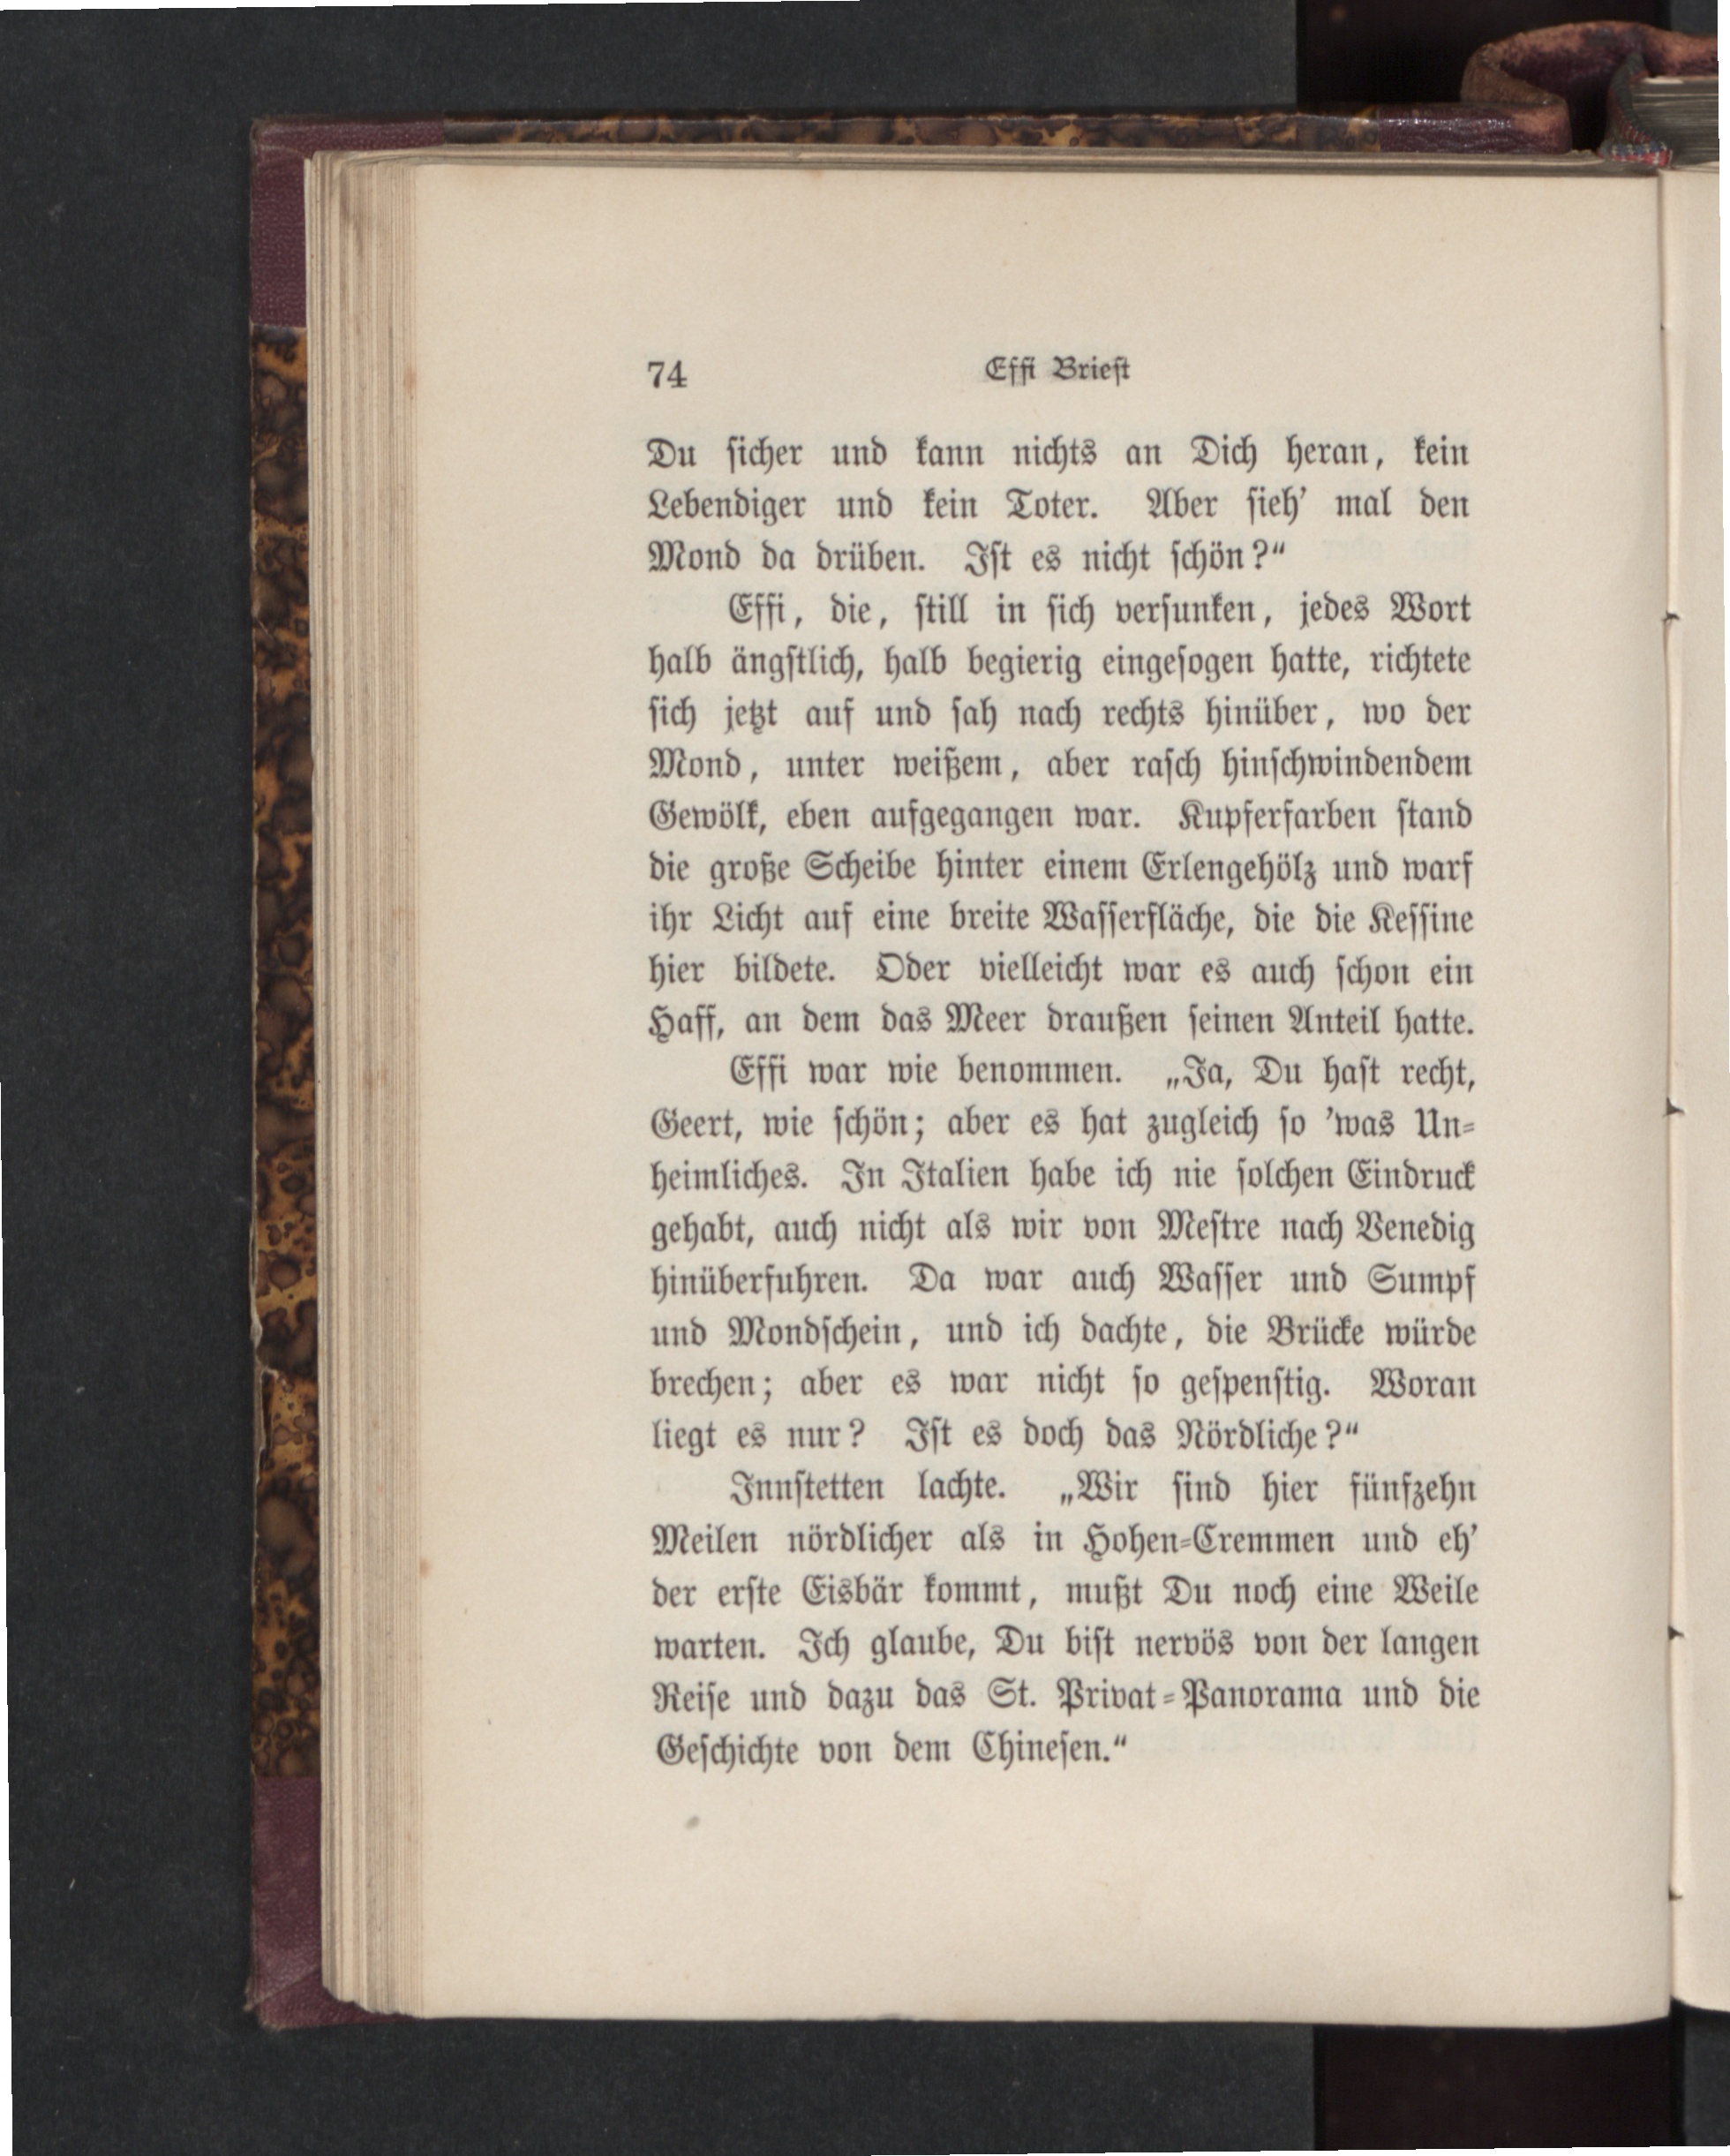 74 Effi Briest
Du ſicher und kann nichts an Dich heran, kein
Lebendiger und kein Toter. Aber ſieh’ mal den
Mond da drüben. Iſt es nicht ſchön?“
Effi, die, ſtill in ſich verſunken, jedes Wort
halb ängſtlich, halb begierig eingeſogen hatte, richtete
ſich jetzt auf und ſah nach rechts hinüber, wo der
Mond, unter weißem, aber raſch hinſchwindendem
Gewölk, eben aufgegangen war. Kupferfarben ſtand
die große Scheibe hinter einem Erlengehölz und warf
ihr Licht auf eine breite Waſſerfläche, die die Keſſine
hier bildete. Oder vielleicht war es auch ſchon ein
Haff, an dem das Meer draußen ſeinen Anteil hatte.
Effi war wie benommen. „Ja, Du haſt recht,
Geert, wie ſchön; aber es hat zugleich ſo ’was Un-
heimliches. In Italien habe ich nie ſolchen Eindruck
gehabt, auch nicht als wir von Meſtre nach Venedig
hinüberfuhren. Da war auch Waſſer und Sumpf
und Mondſchein, und ich dachte, die Brücke würde
brechen; aber es war nicht ſo geſpenſtig. Woran
liegt es nur? Iſt es doch das Nördliche?“
Innſtetten lachte. „Wir ſind hier fünfzehn
Meilen nördlicher als in Hohen-Cremmen und eh’
der erſte Eisbär kommt, mußt Du noch eine Weile
warten. Ich glaube, Du biſt nervös von der langen
Reiſe und dazu das St. Privat-Panorama und die
Geſchichte von dem Chineſen.“